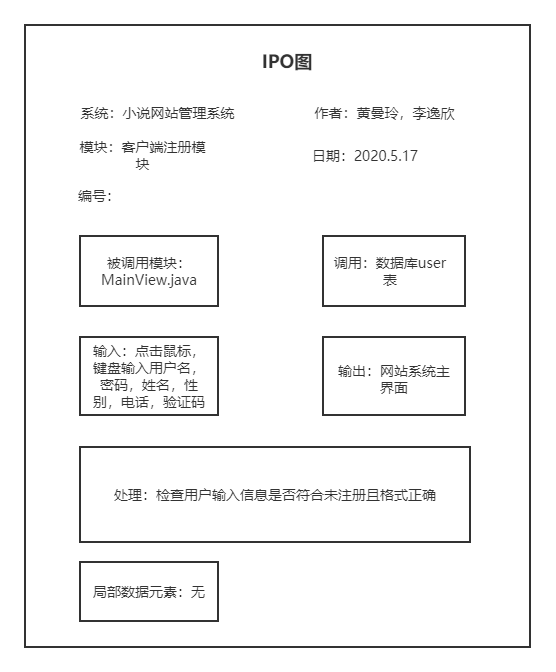 IPO图
系统：小说网站管理系统
作者：黄曼玲，李逸欣
模块：客户端注册模
块
日期：2020.5.17
编号：
被调用模块：
MainView.java
调用：数据库user
表
输入：点击鼠标，
键盘输入用户名，
密码，姓名，性
别，电话，验证码
输出：网站系统主
界面
处理：检查用户输入信息是否符合未注册且格式正确
局部数据元素：无